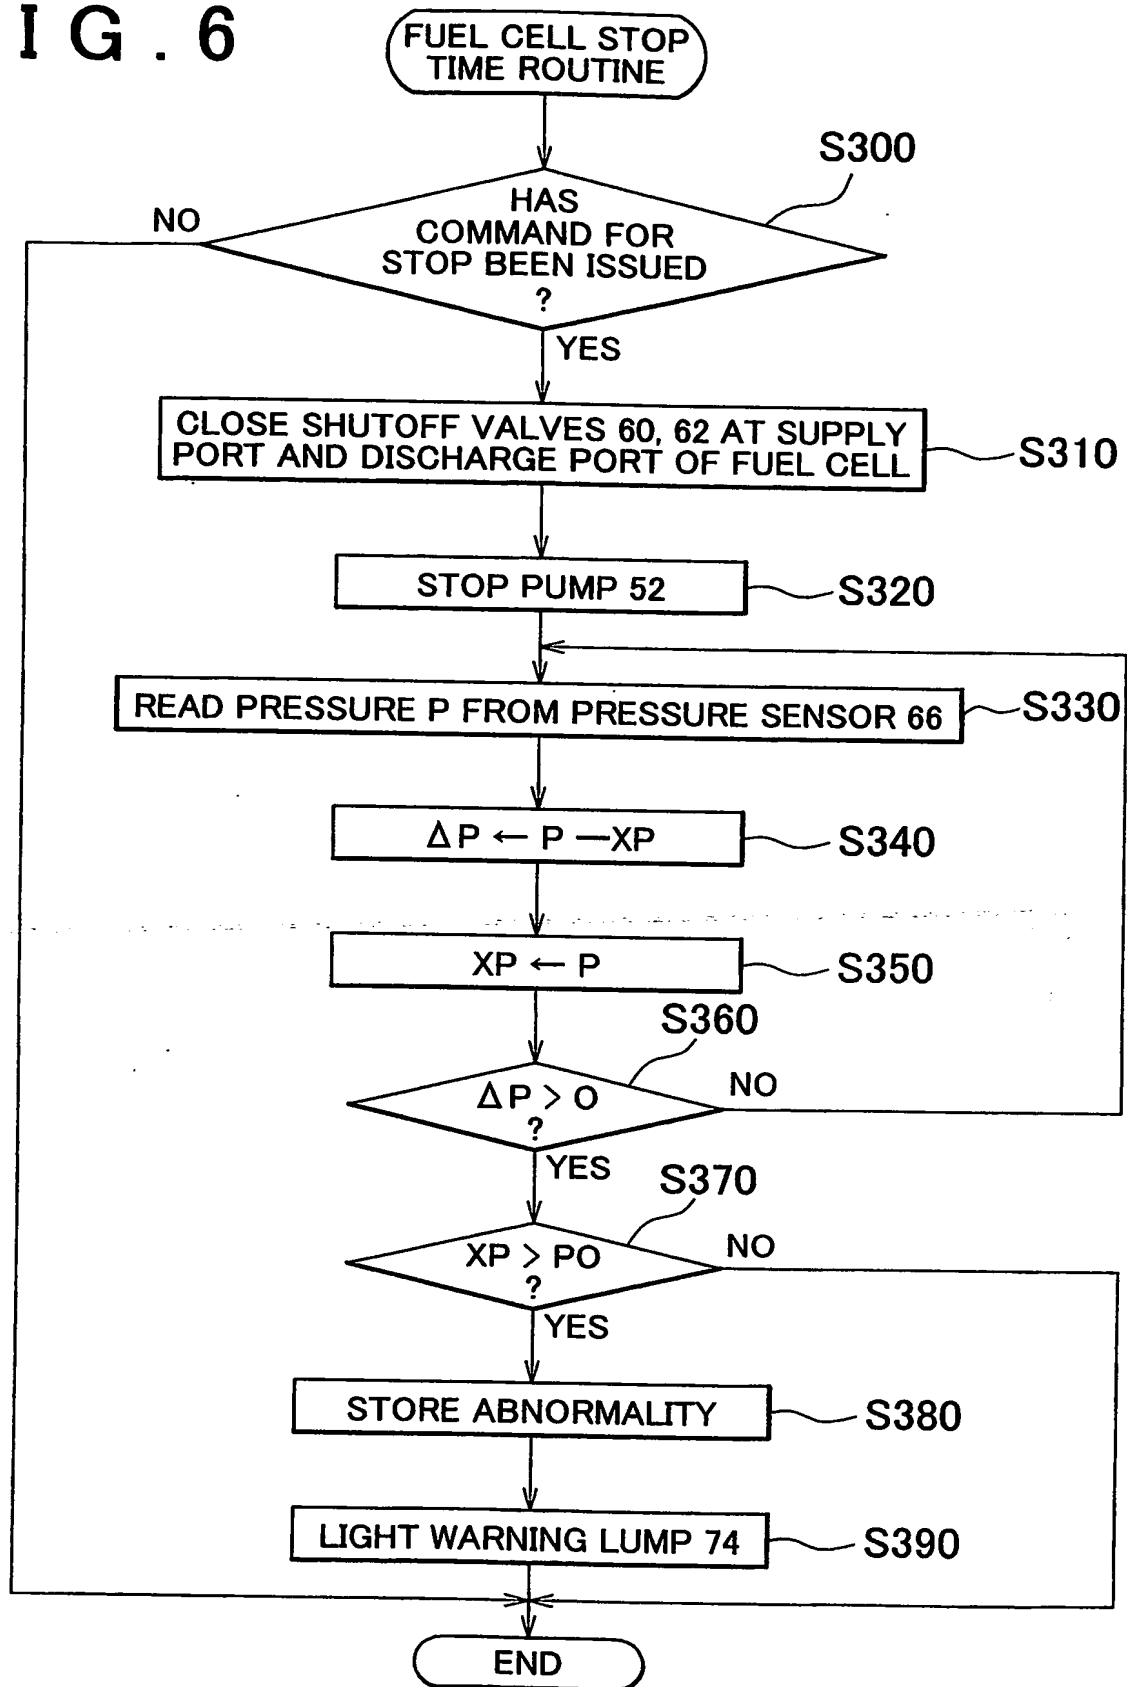 I G . 6
FUEL CELL STOP
TIME ROUTINE
S300
HAS
COMMAND FOR
STOP BEEN ISSUED
?
NO
YES
CLOSE SHUTOFF VALVES 60, 62 AT SUPPLY
PORT AND DISCHARGE PORT OF FUEL CELL
S310
STOP PUMP 52
S320
READ PRESSURE P FROM PRESSURE SENSOR 66
S330
ΔP ← P —XP
S340
XP ← P
S350
S360
ΔP > O
?
NO
YES
S370
XP > PO
?
NO
YES
STORE ABNORMALITY
S380
LIGHT WARNING LUMP 74
S390
END